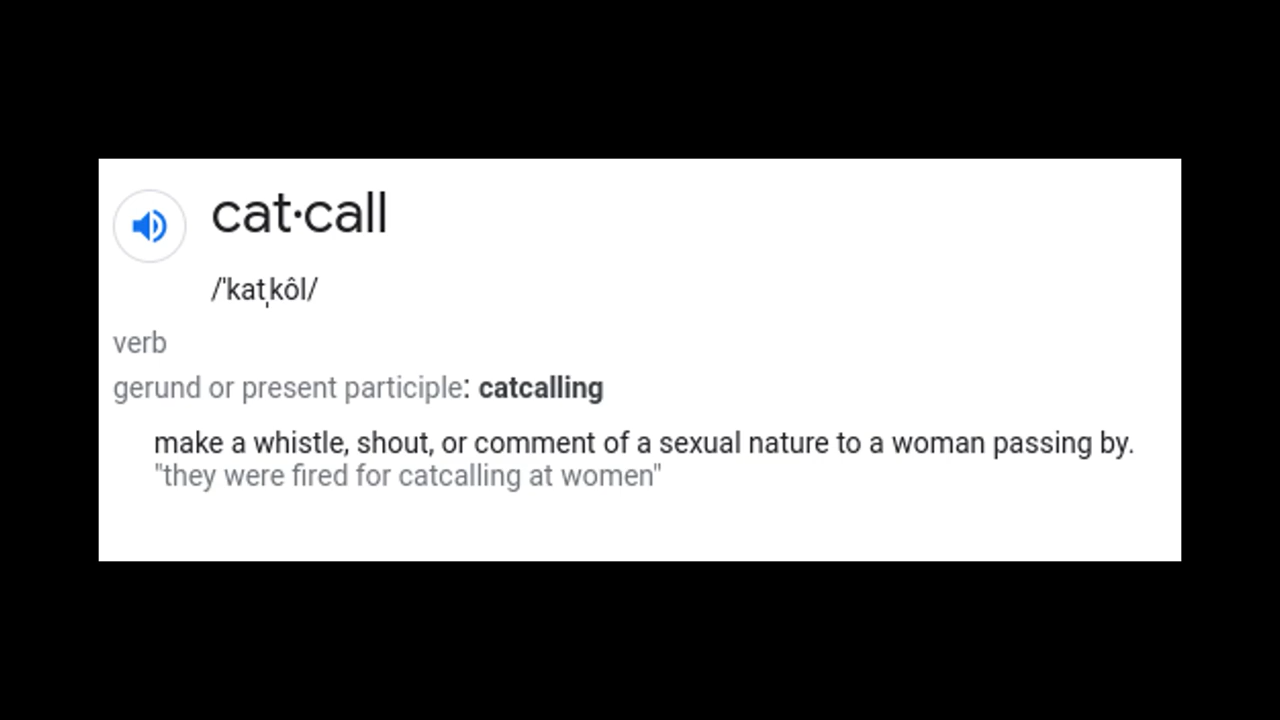 cat·call
/ˈkatˌkôl/
verb
gerund or present participle: catcalling
make a whistle, shout, or comment of a sexual nature to a woman passing by.
"they were fired for catcalling at women"